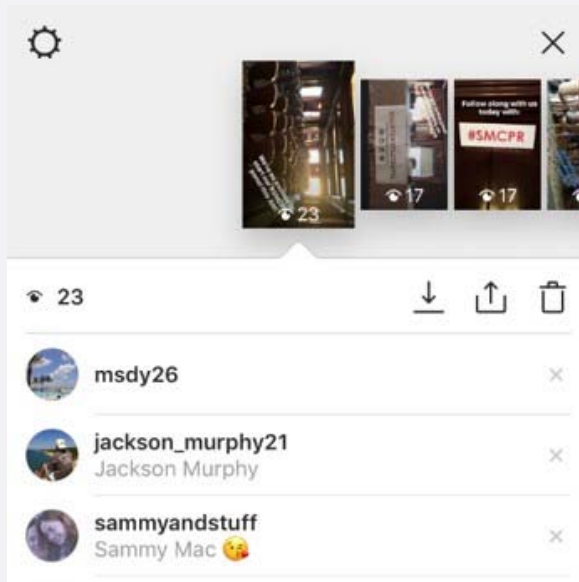 Follow along with us
today with:
#SMCPR
23
17
17
23
msdy26
jackson_murphy21
Jackson Murphy
sammyandstuff
Sammy Mac 😘